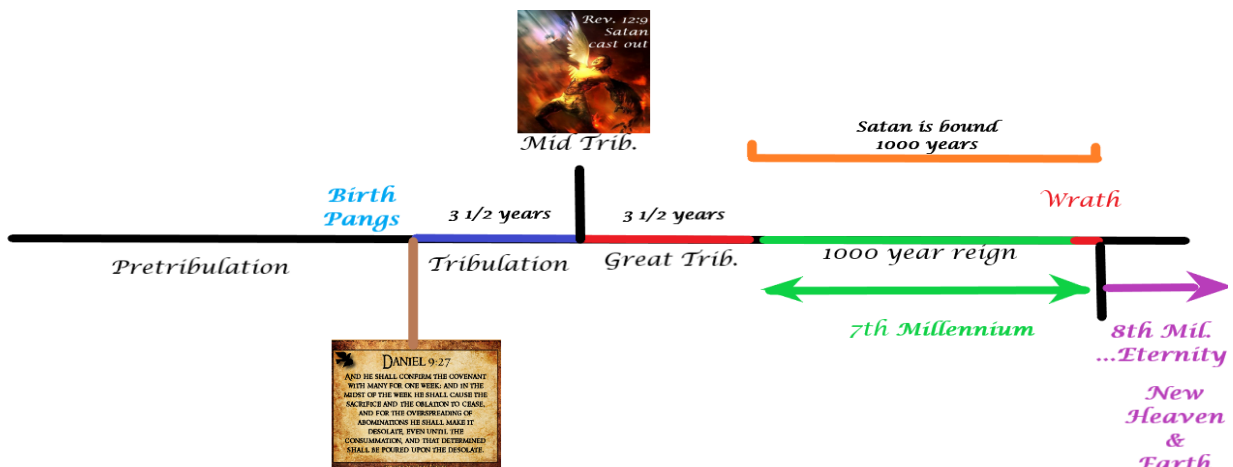 Rev. 12:9
Satan
cast out
Mid Trib.
Satan is bound
1000 years
Birth
Pangs
3 1/2 years
3 1/2 years
Wrath
Pretribulation
Tribulation
Great Trib.
1000 year reign
7th Millennium
8th Mil.
...Eternity
New
Heaven
&
Earth
DANIEL 9:27
AND HE SHALL CONFIRM THE COVENANT
WITH MANY FOR ONE WEEK: AND IN THE
MIDST OF THE WEEK HE SHALL CAUSE THE
SACRIFICE AND THE OBLATION TO CEASE,
AND FOR THE OVERSPREADING OF
ABOMINATIONS HE SHALL MAKE IT
DESOLATE, EVEN UNTIL THE
CONSUMMATION, AND THAT DETERMINED
SHALL BE POURED UPON THE DESOLATE.